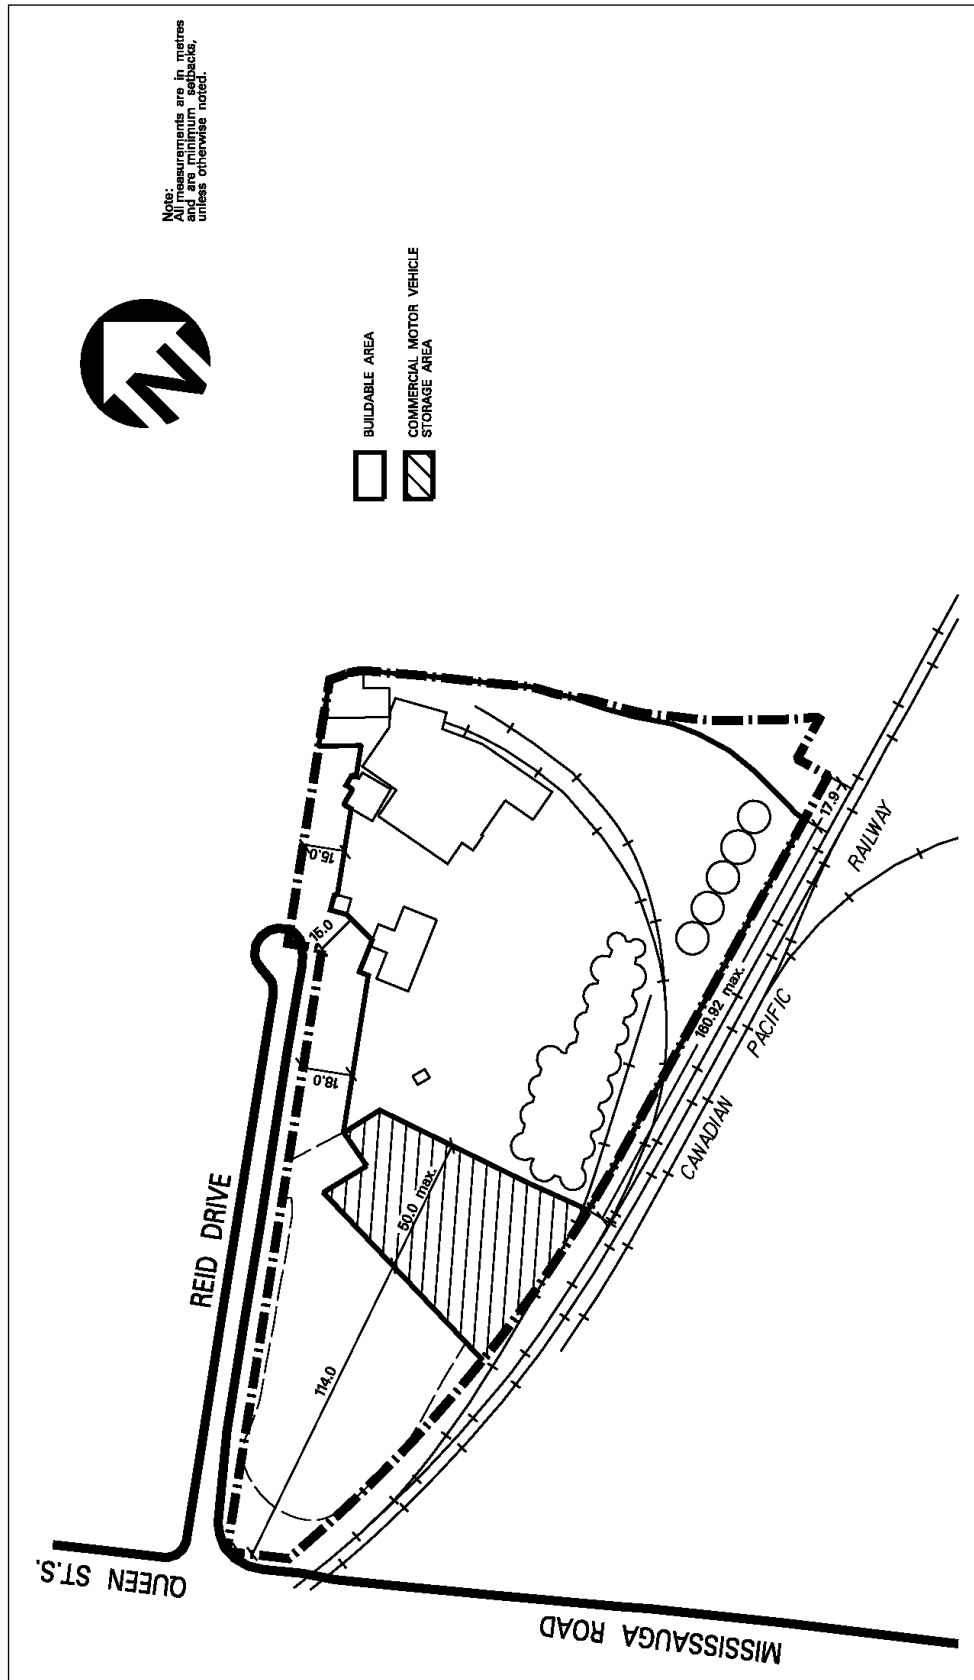 Note:
All measurements are in metres
and are minimum setbacks,
unless otherwise noted.
N
BUILDABLE AREA
COMMERCIAL MOTOR VEHICLE
STORAGE AREA
REID DRIVE
QUEEN ST.S.
MISSISSAUGA ROAD
CANADIAN PACIFIC RAILWAY
15.0
15.0
18.0
50.0 max.
114.0
160.92 max.
17.9